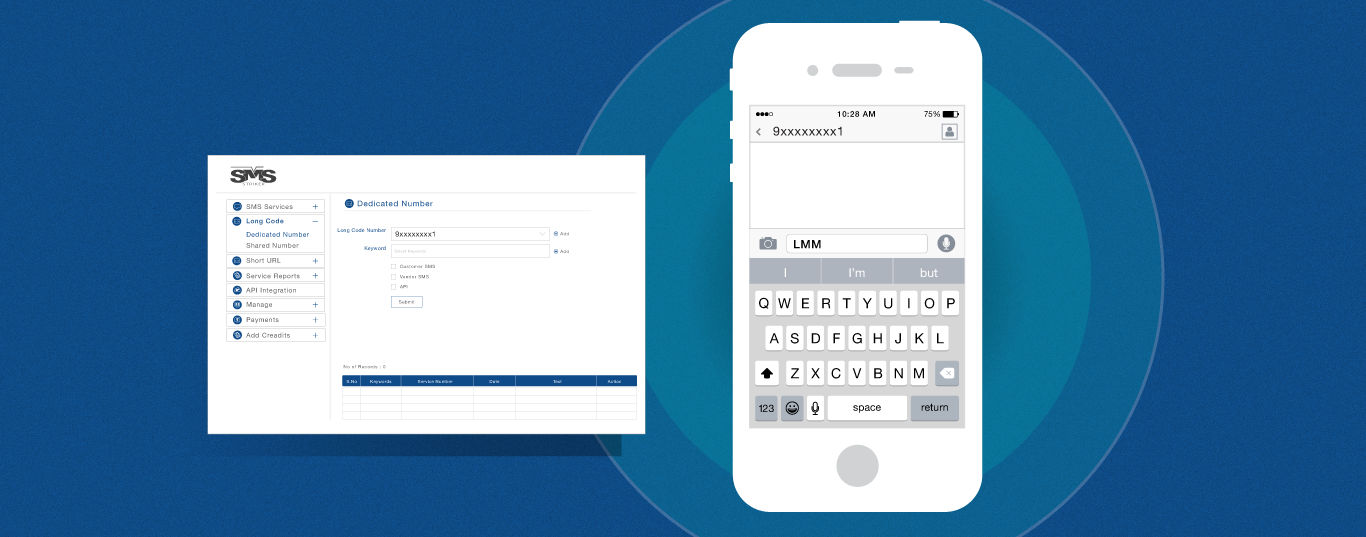 SMS
STRIKER
SMS Services +
Long Code −
Dedicated Number
Shared Number
Short URL +
Service Reports +
API Integration
Manage +
Payments +
Add Creadits +
Dedicated Number
Long Code Number 9xxxxxxxx1 Add
Keyword Add
Customer SMS
Vendor SMS
API
Submit
No of Records : 0
S.No Keywords Service Number Date Text Action
10:28 AM 75%
< 9xxxxxxxx1
LMM
I I'm but
Q W E R T Y U I O P
A S D F G H J K L
Z X C V B N M
123 space return